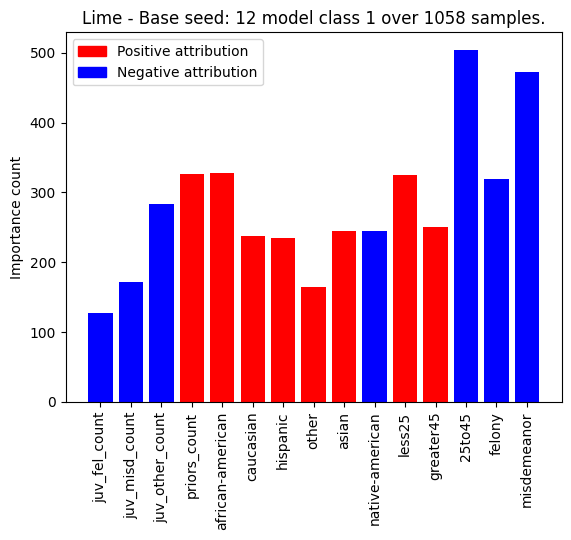 Lime - Base seed: 12 model class 1 over 1058 samples.
Positive attribution
Negative attribution
Importance count
500
400
300
200
100
0
juv_fel_count
juv_misd_count
juv_other_count
priors_count
african-american
caucasian
hispanic
other
asian
native-american
less25
greater45
25to45
felony
misdemeanor